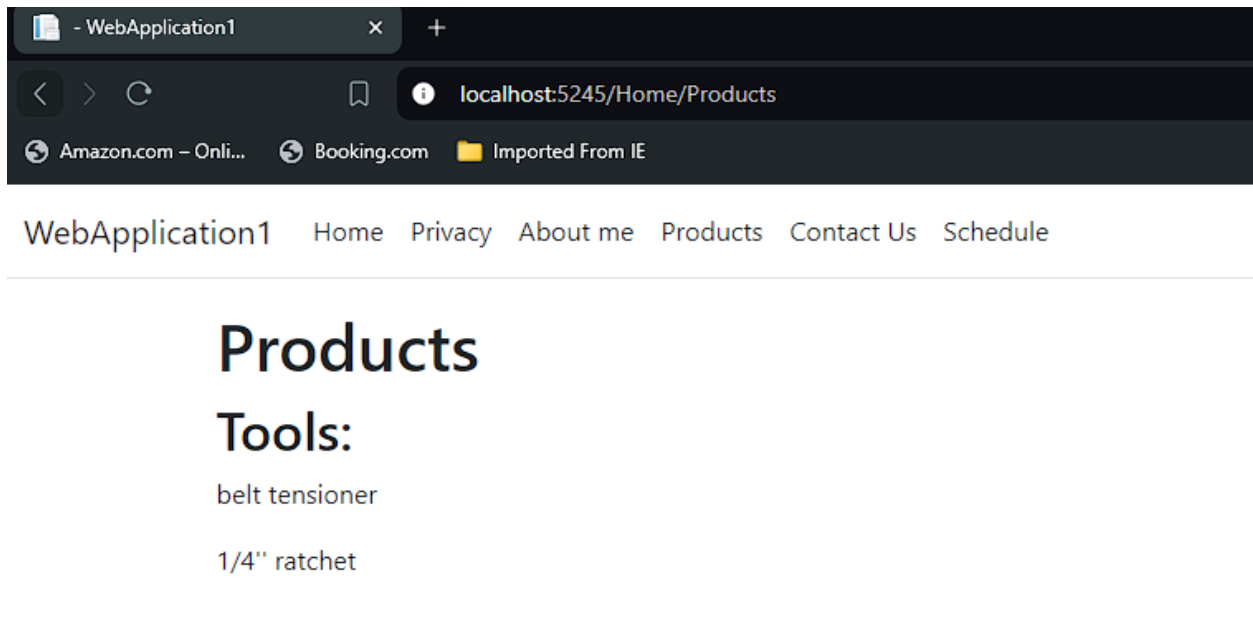 - WebApplication1
localhost:5245/Home/Products
Amazon.com – Onli... Booking.com Imported From IE
WebApplication1 Home Privacy About me Products Contact Us Schedule
Products
Tools:
belt tensioner
1/4'' ratchet